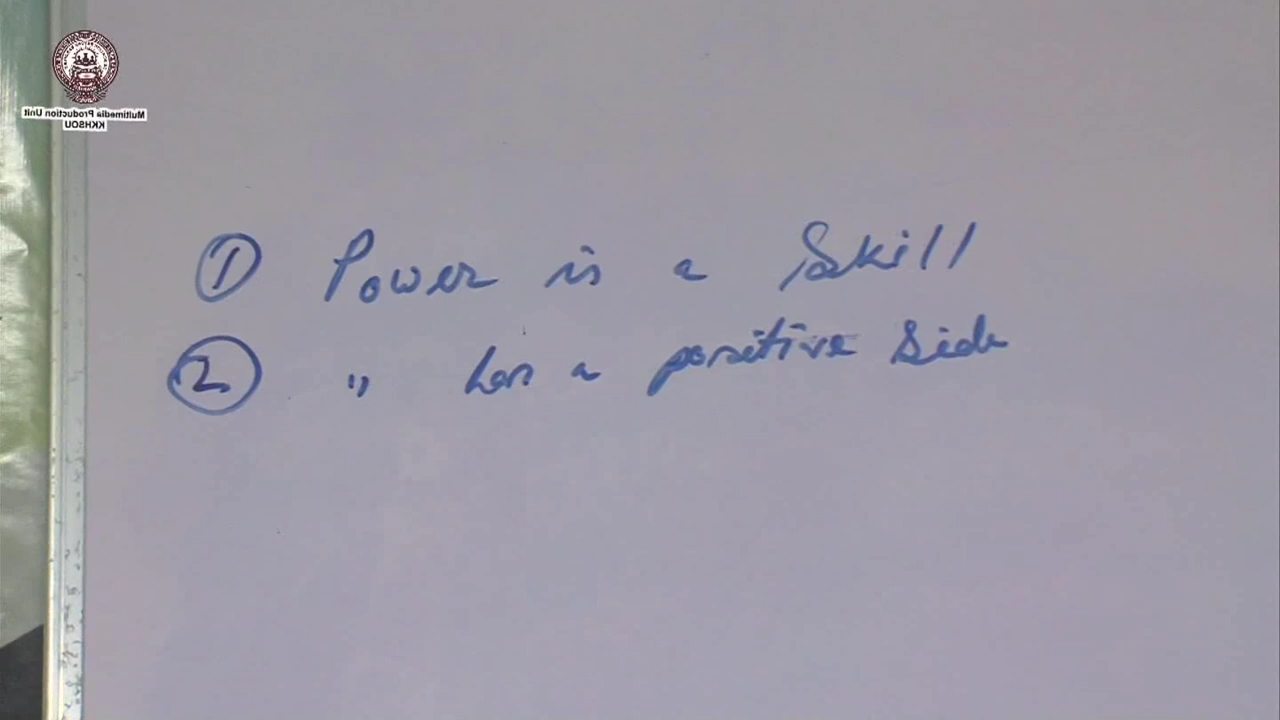 Multimedia Production Unit
KKHSOU
① Power is a Skill
② " has a positive Side